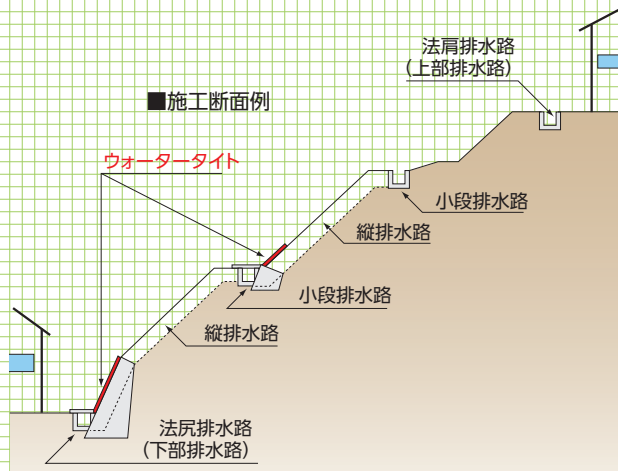 法肩排水路
(上部排水路)
■施工断面例
ウォータータイト
小段排水路
縦排水路
小段排水路
縦排水路
法尻排水路
(下部排水路)